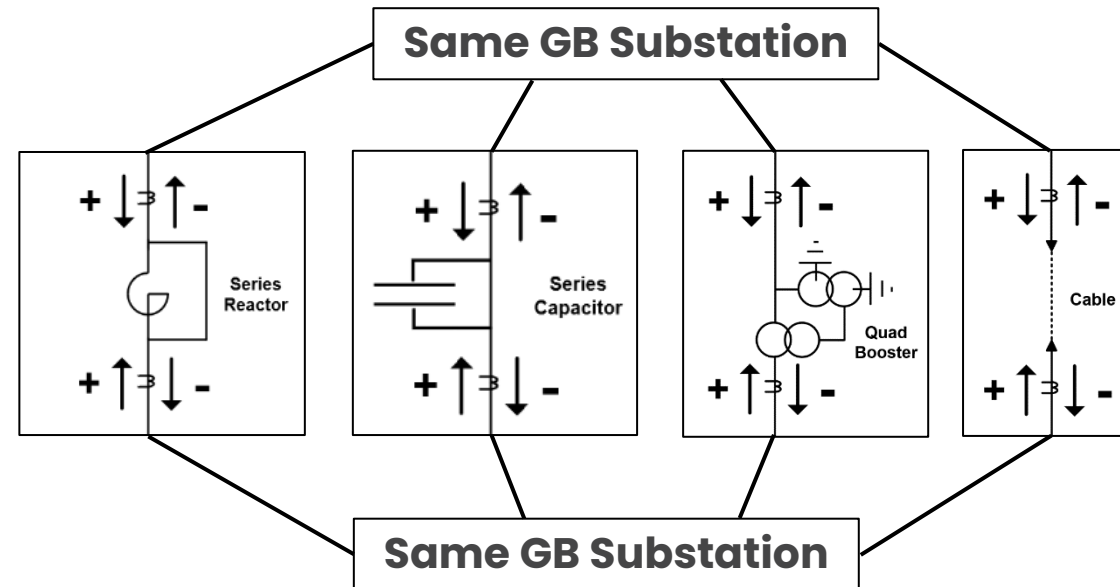 Same GB Substation
+ -
Series
Reactor
+ -
+ -
Series
Capacitor
+ -
+ -
Quad
Booster
+ -
+ -
Cable
+ -
Same GB Substation